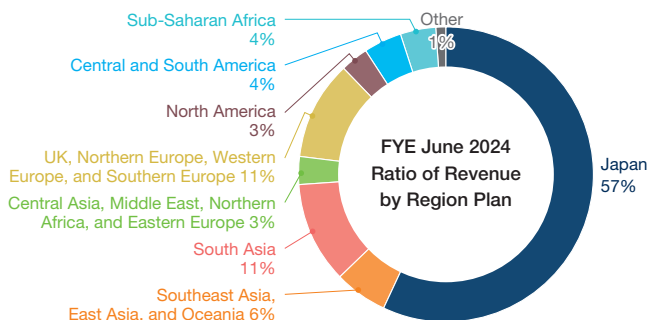 Sub-Saharan Africa
4%
Other
1%
Central and South America
4%
North America
3%
UK, Northern Europe, Western
Europe, and Southern Europe 11%
Central Asia, Middle East, Northern
Africa, and Eastern Europe 3%
South Asia
11%
Southeast Asia,
East Asia, and Oceania 6%
FYE June 2024
Ratio of Revenue
by Region Plan
Japan
57%